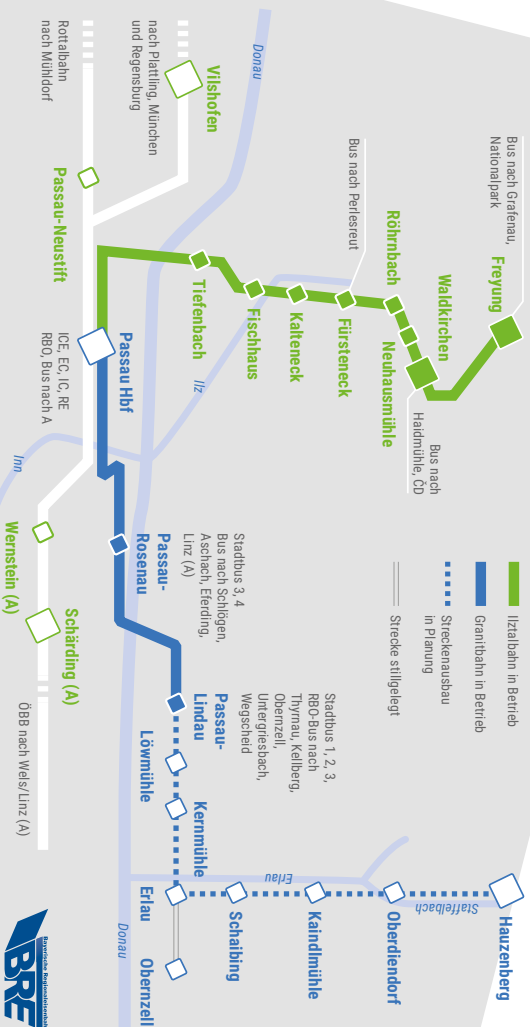 Bus nach Grafenau,
Nationalpark
Freyung
Waldkirchen
Röhrnbach
Neuhausmühle
Bus nach
Haidmühle, ČD
Bus nach Perlesreut
Fürsteneck
Kalteneck
Fischhaus
Tiefenbach
Donau
Ilz
Vilshofen
nach Plattling, München
und Regensburg
Rottalbahn
nach Mühldorf
Passau-Neustift
Passau Hbf
ICE, EC, IC, RE
RBO, Bus nach A
Inn
Ilztalbahn in Betrieb
Granitbahn in Betrieb
Streckenausbau
in Planung
Strecke stillgelegt
Stadtbus 3, 4
Bus nach Schlögen,
Aschach, Eferding,
Linz (A)
Passau-
Rosenau
Wernstein (A)
Schärding (A)
ÖBB nach Wels/Linz (A)
Stadtbus 1, 2, 3,
RBO-Bus nach
Thyrnau, Kellberg,
Obernzell,
Untergriesbach,
Wegscheid
Passau-
Lindau
Löwmühle
Kernmühle
Erlau
Obernzell
Schaibing
Kaindlmühle
Oberdiendorf
Hauzenberg
Erlau
Staffelbach
Donau
Bayerische Regionaleisenbahn
BRE